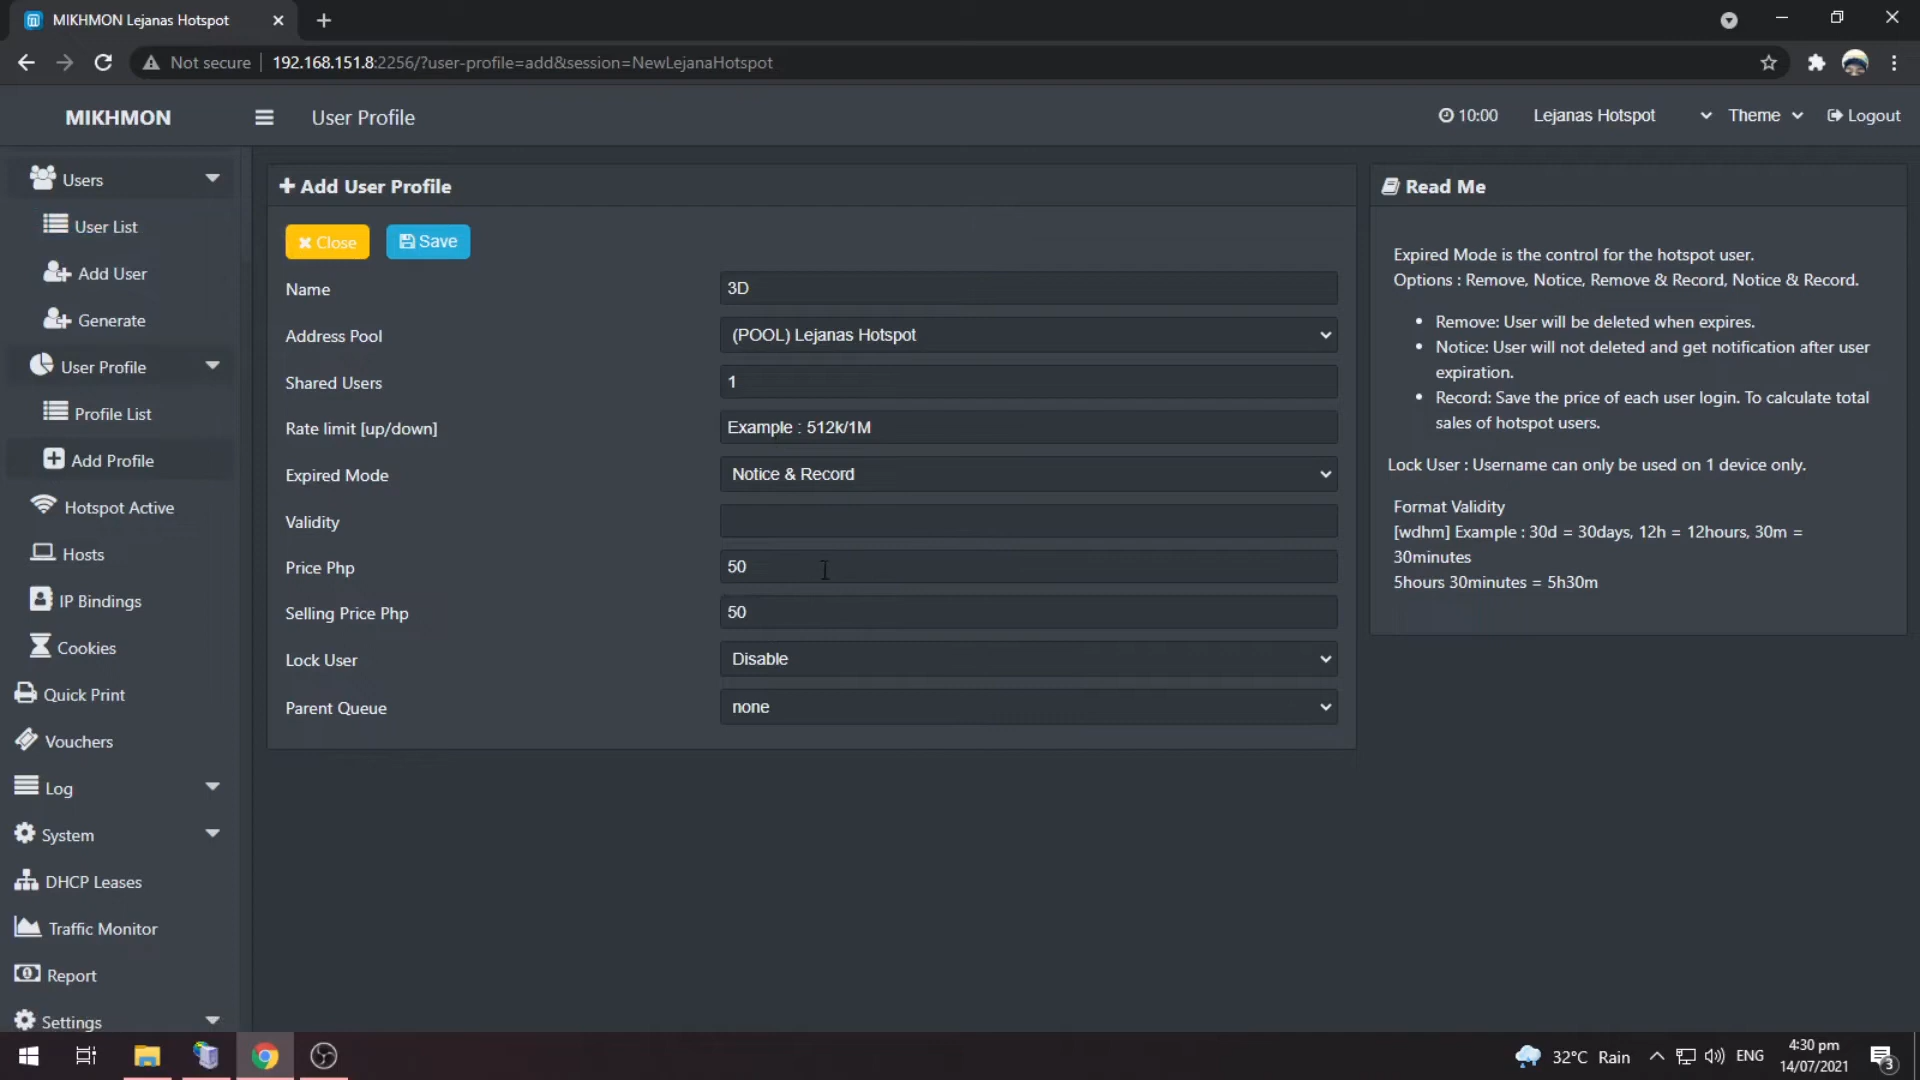 MIKHMON Lejanas Hotspot
Not secure
192.168.151.8:2256/?user-profile=add&session=NewLejanaHotspot
MIKHMON
User Profile
10:00
Lejanas Hotspot
Theme
Logout
Users
User List
Add User
Generate
User Profile
Profile List
Add Profile
Hotspot Active
Hosts
IP Bindings
Cookies
Quick Print
Vouchers
Log
System
DHCP Leases
Traffic Monitor
Report
Settings
Add User Profile
Close
Save
Name
3D
Address Pool
(POOL) Lejanas Hotspot
Shared Users
1
Rate limit [up/down]
Example : 512k/1M
Expired Mode
Notice & Record
Validity
Price Php
50
Selling Price Php
50
Lock User
Disable
Parent Queue
none
Read Me
Expired Mode is the control for the hotspot user.
Options : Remove, Notice, Remove & Record, Notice & Record.
• Remove: User will be deleted when expires.
• Notice: User will not deleted and get notification after user
expiration.
• Record: Save the price of each user login. To calculate total
sales of hotspot users.
Lock User : Username can only be used on 1 device only.
Format Validity
[wdhm] Example : 30d = 30days, 12h = 12hours, 30m =
30minutes
5hours 30minutes = 5h30m
32°C Rain
ENG
4:30 pm
14/07/2021
3